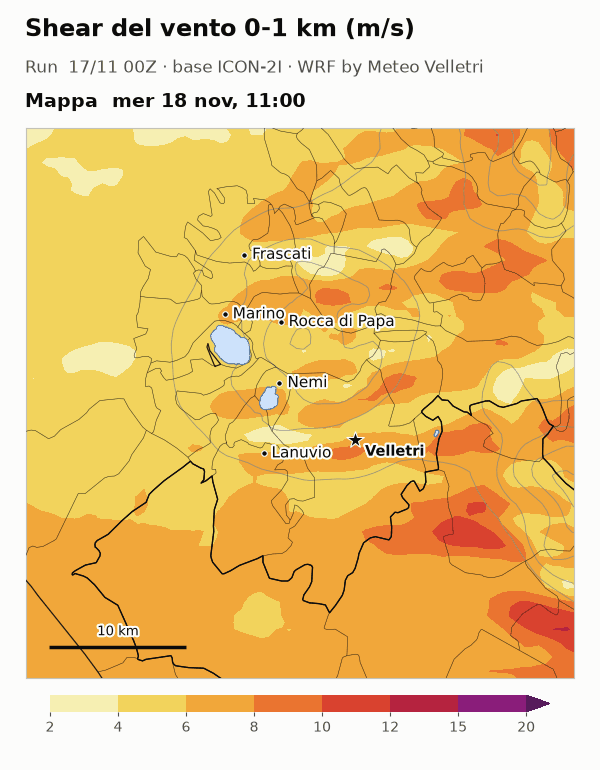 Shear del vento 0-1 km (m/s)
Run  17/11 00Z · base ICON-2I · WRF by Meteo Velletri
Mappa  mer 18 nov, 11:00
Frascati
Marino
Rocca di Papa
Nemi
Velletri
Lanuvio
10 km
2 4 6 8 10 12 15 20